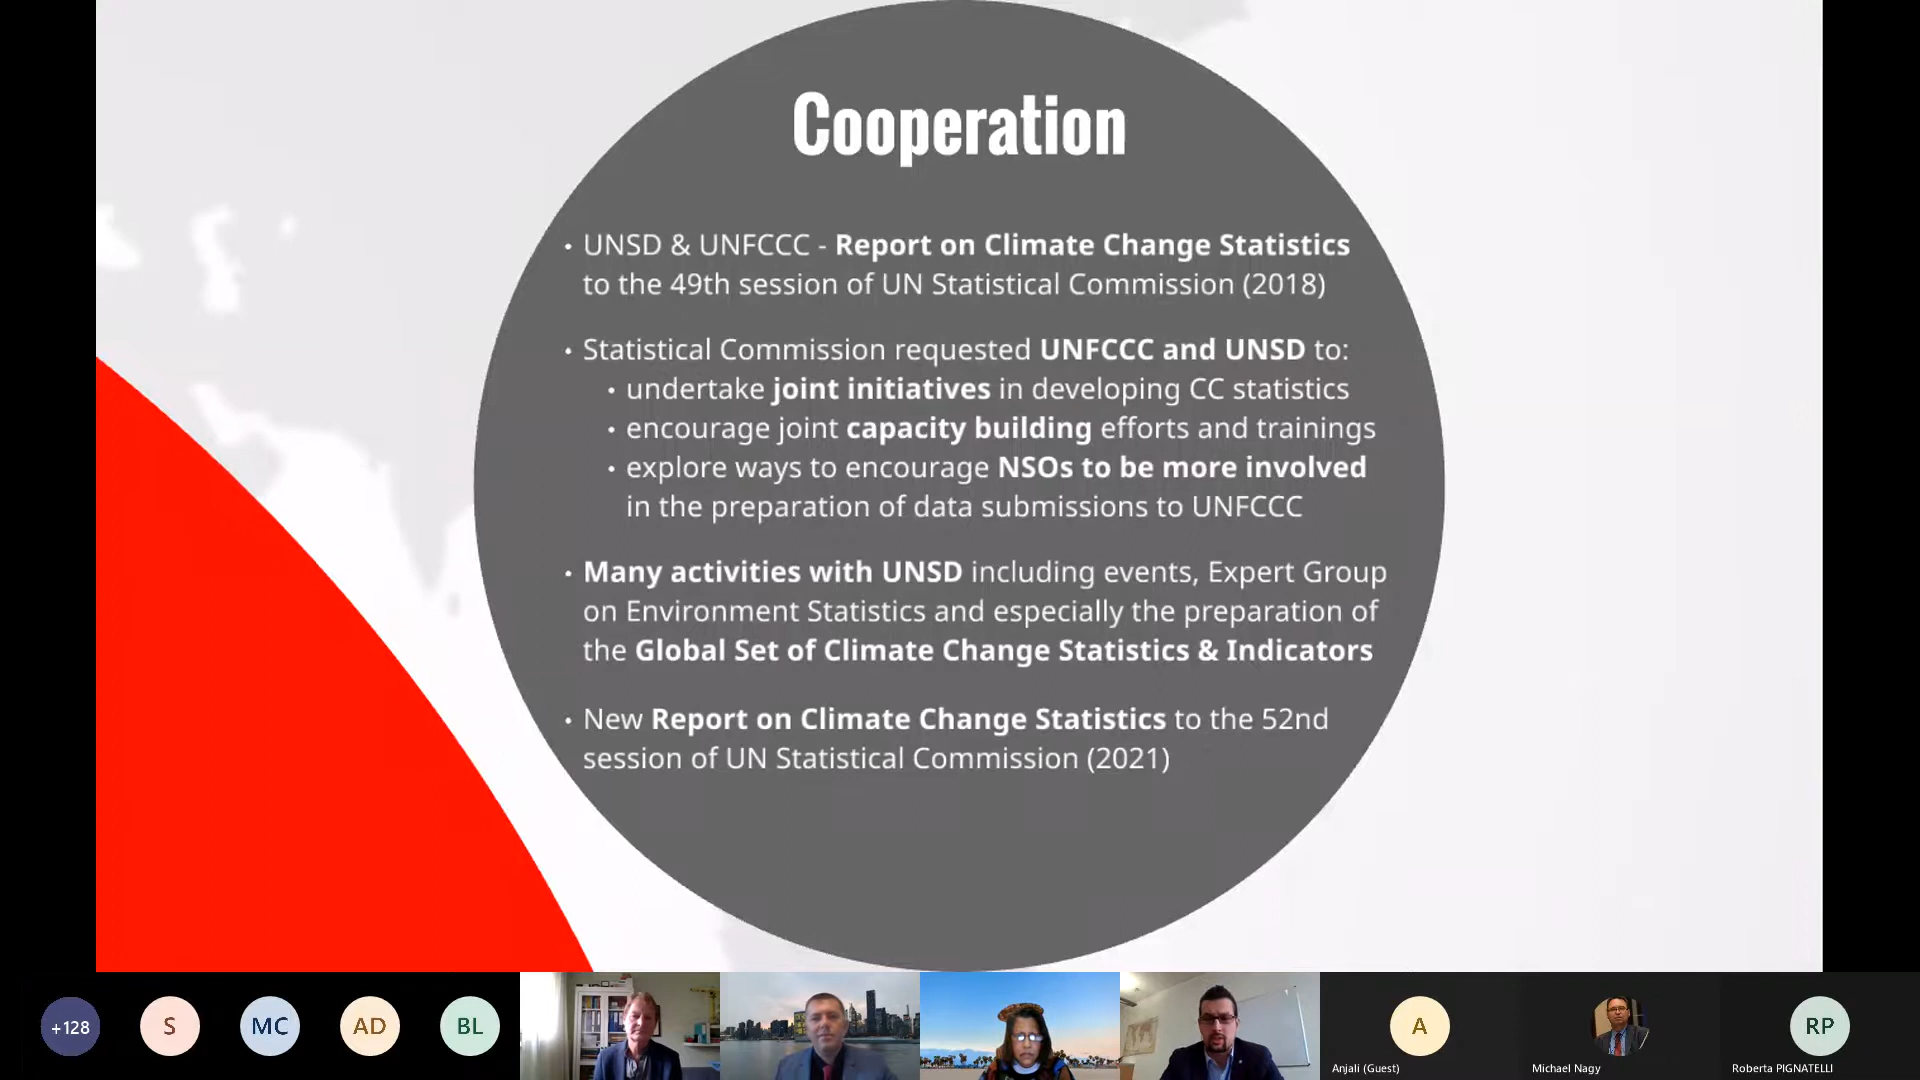 Cooperation
• UNSD & UNFCCC - Report on Climate Change Statistics
to the 49th session of UN Statistical Commission (2018)
• Statistical Commission requested UNFCCC and UNSD to:
• undertake joint initiatives in developing CC statistics
• encourage joint capacity building efforts and trainings
• explore ways to encourage NSOs to be more involved
in the preparation of data submissions to UNFCCC
• Many activities with UNSD including events, Expert Group
on Environment Statistics and especially the preparation of
the Global Set of Climate Change Statistics & Indicators
• New Report on Climate Change Statistics to the 52nd
session of UN Statistical Commission (2021)
+128
S
MC
AD
BL
A
RP
Anjali (Guest)
Michael Nagy
Roberta PIGNATELLI